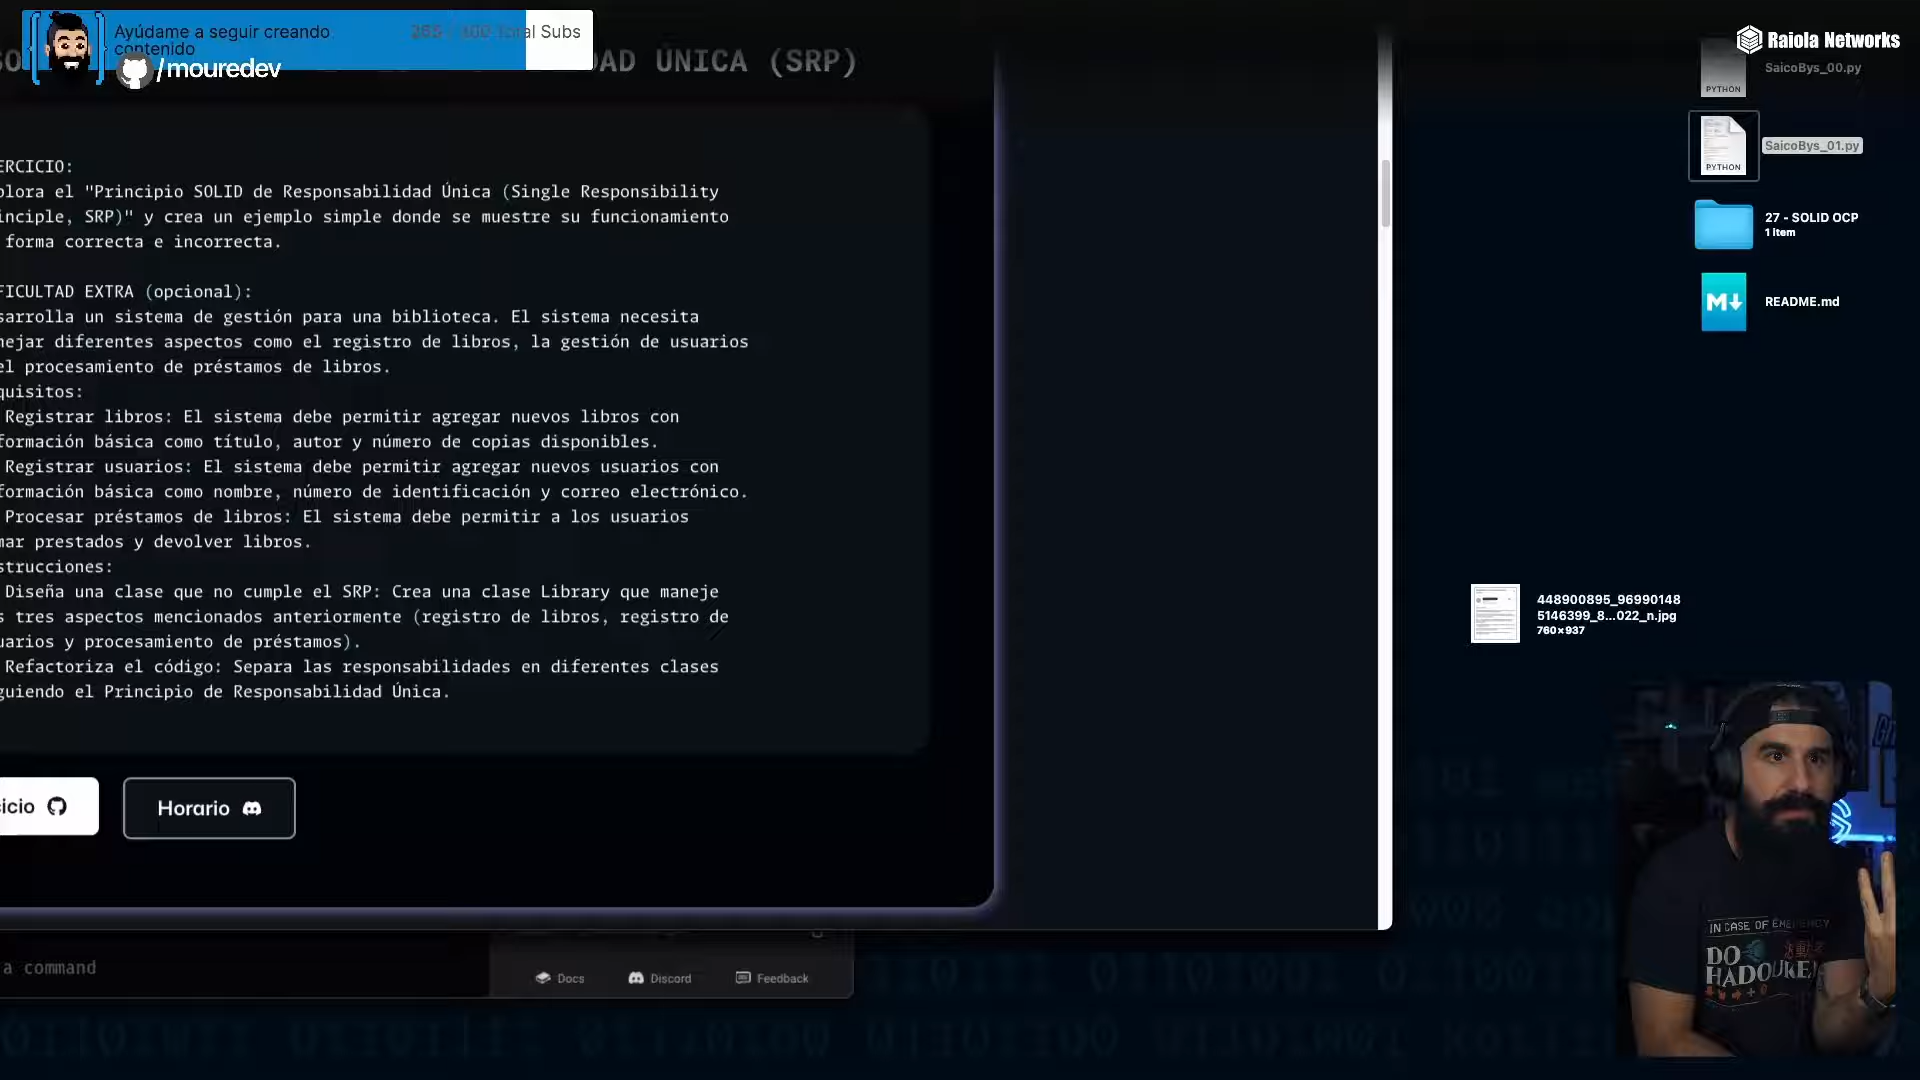 Ayúdame a seguir creando
contenido
Total Subs
/mouredev
AD ÚNICA (SRP)
ERCICIO:
plora el "Principio SOLID de Responsabilidad Única (Single Responsibility
inciple, SRP)" y crea un ejemplo simple donde se muestre su funcionamiento
forma correcta e incorrecta.
FICULTAD EXTRA (opcional):
sarrolla un sistema de gestión para una biblioteca. El sistema necesita
nejar diferentes aspectos como el registro de libros, la gestión de usuarios
el procesamiento de préstamos de libros.
quisitos:
Registrar libros: El sistema debe permitir agregar nuevos libros con
formación básica como título, autor y número de copias disponibles.
Registrar usuarios: El sistema debe permitir agregar nuevos usuarios con
formación básica como nombre, número de identificación y correo electrónico.
Procesar préstamos de libros: El sistema debe permitir a los usuarios
mar prestados y devolver libros.
strucciones:
Diseña una clase que no cumple el SRP: Crea una clase Library que maneje
s tres aspectos mencionados anteriormente (registro de libros, registro de
uarios y procesamiento de préstamos).
Refactoriza el código: Separa las responsabilidades en diferentes clases
guiendo el Principio de Responsabilidad Única.
icio
Horario
a command
Docs
Discord
Feedback
Raiola Networks
SaicoBys_00.py
PYTHON
SaicoBys_01.py
PYTHON
27 - SOLID OCP
1 item
README.md
448900895_96990148
5146399_8...022_n.jpg
760×937
IN CASE OF EMERGENCY
DO
HADOUKEN